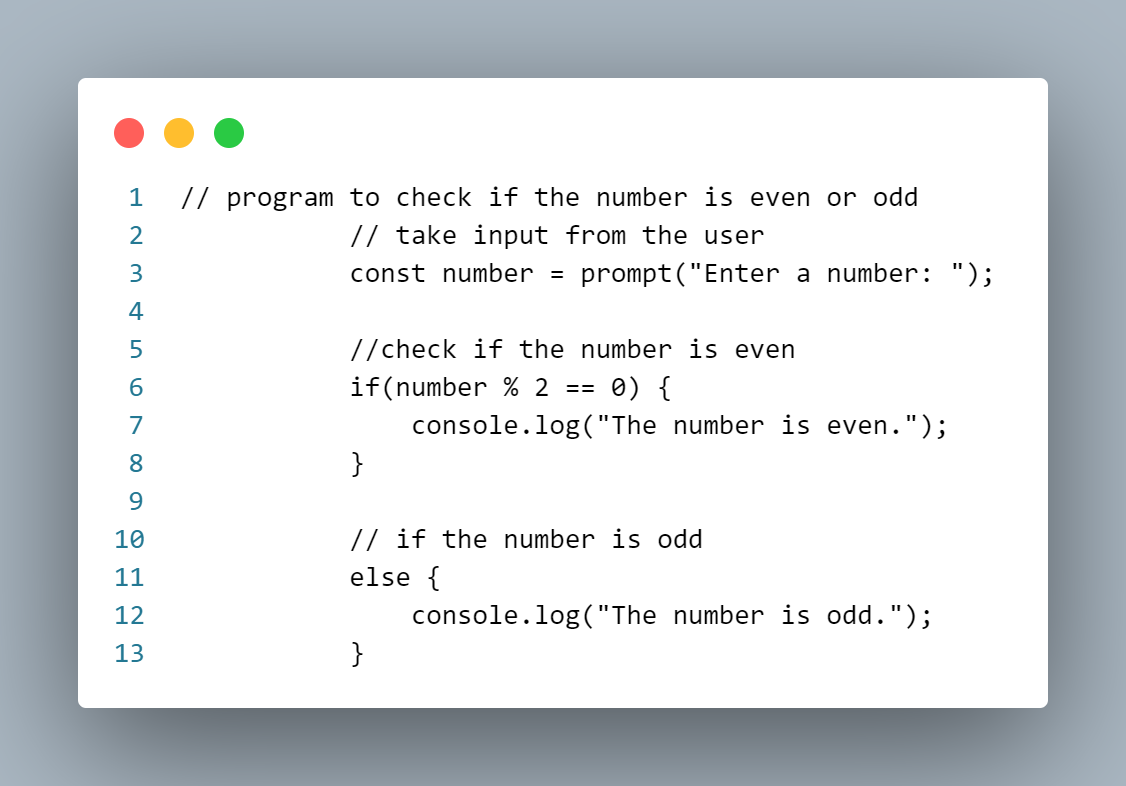 1 // program to check if the number is even or odd
2            // take input from the user
3            const number = prompt("Enter a number: ");
4
5            //check if the number is even
6            if(number % 2 == 0) {
7                console.log("The number is even.");
8            }
9
10            // if the number is odd
11            else {
12                console.log("The number is odd.");
13            }